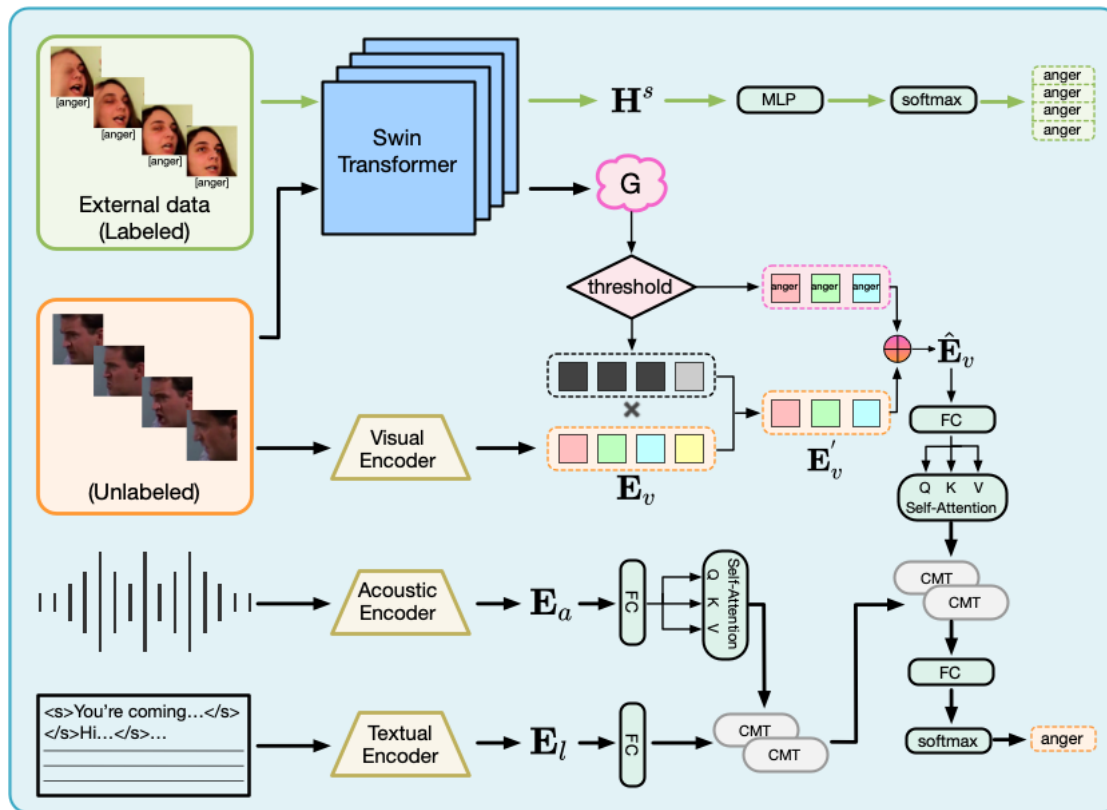 [anger]
[anger]
[anger]
[anger]
External data
(Labeled)
Swin
Transformer
H^s
MLP
softmax
anger
anger
anger
anger
G
threshold
anger anger anger
Ê_v
(Unlabeled)
Visual
Encoder
E_v
×
E'_v
FC
Q K V
Self-Attention
Acoustic
Encoder
E_a
FC
Q
K
V
Self-Attention
CMT
CMT
FC
softmax
anger
<s>You're coming…</s>
</s>Hi…</s>…
Textual
Encoder
E_l
FC
CMT
CMT